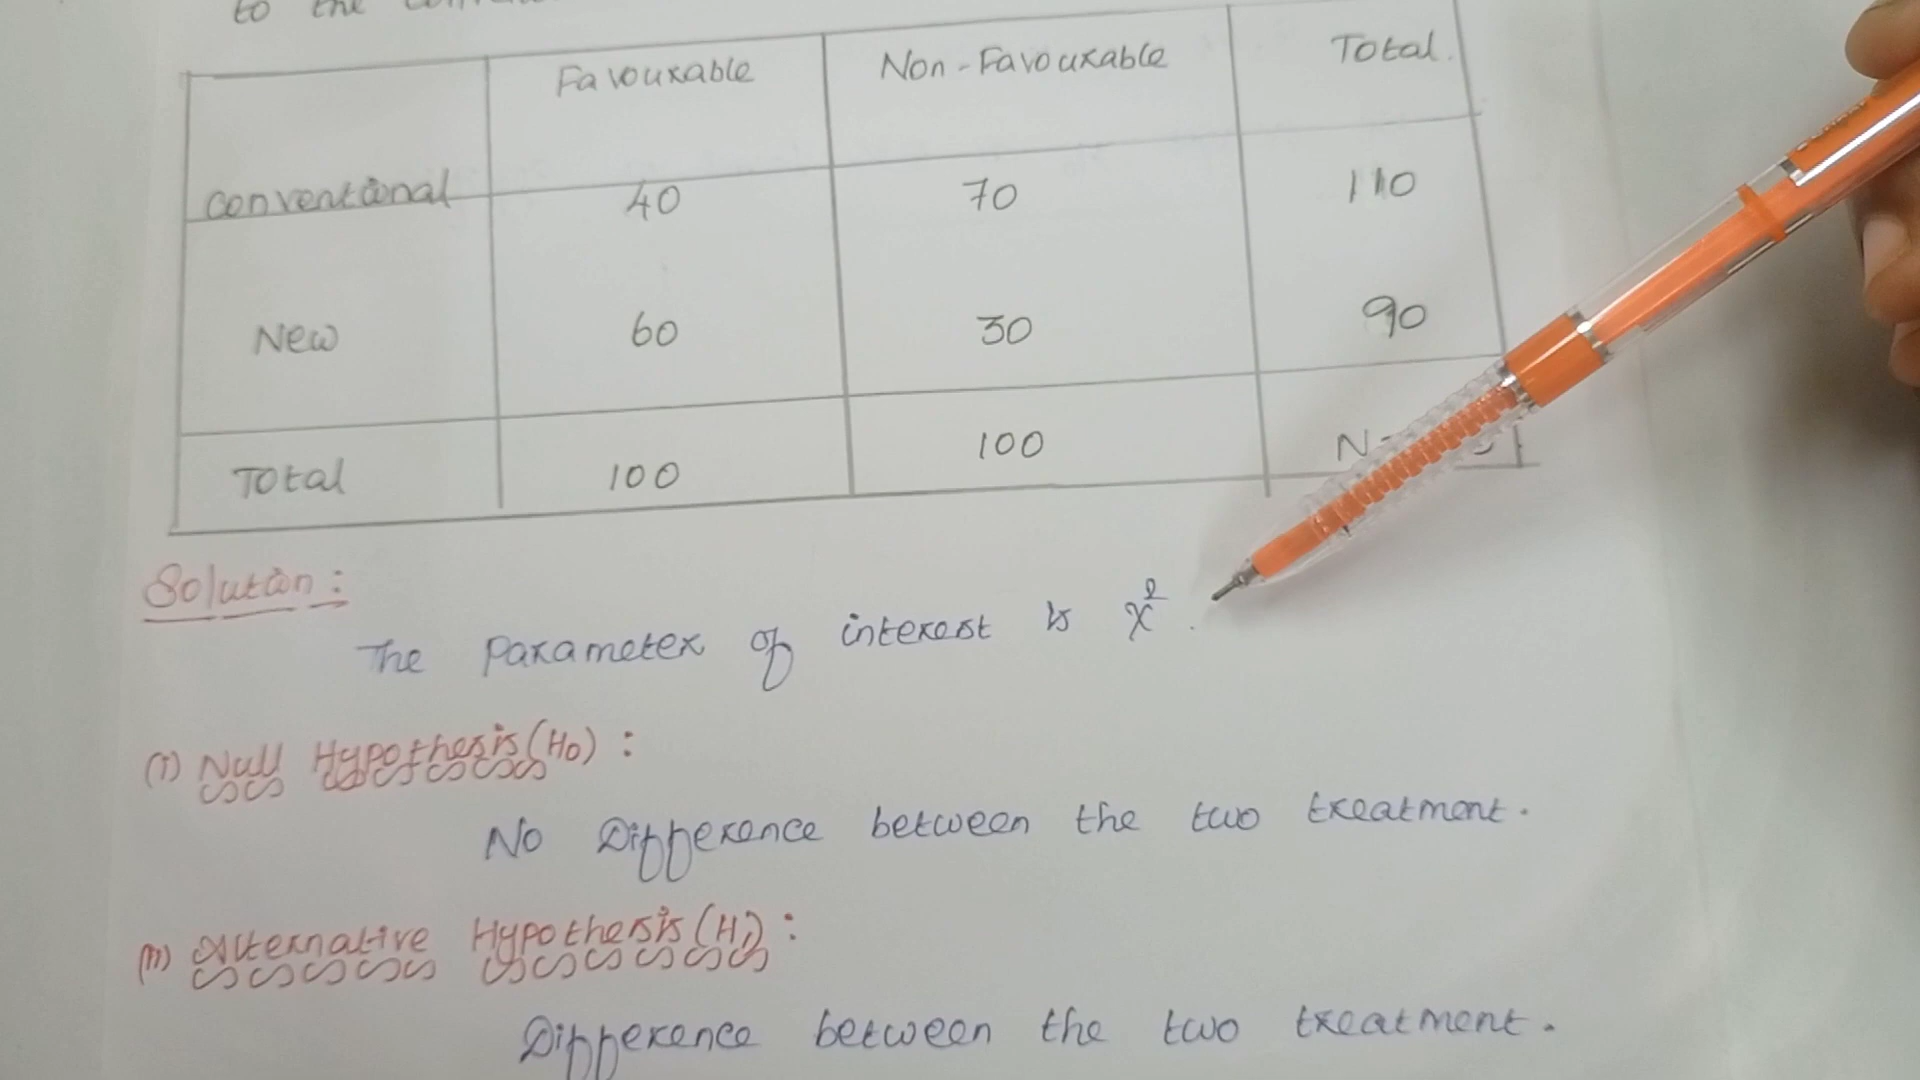 to the
Favourable Non-Favourable Total.
Conventional 40 70 110
New 60 30 90
Total 100 100 N=
Solution:
The Parameter of interest is χ².
(i) Null Hypothesis (H0) :
No Difference between the two treatment.
(ii) Alternative Hypothesis (H1) :
Difference between the two treatment.